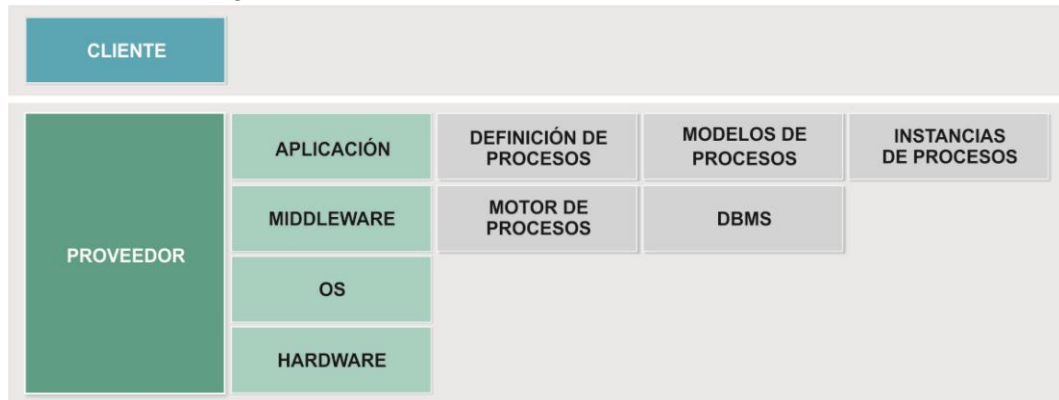 CLIENTE
PROVEEDOR
APLICACIÓN
DEFINICIÓN DE
PROCESOS
MODELOS DE
PROCESOS
INSTANCIAS
DE PROCESOS
MIDDLEWARE
MOTOR DE
PROCESOS
DBMS
OS
HARDWARE